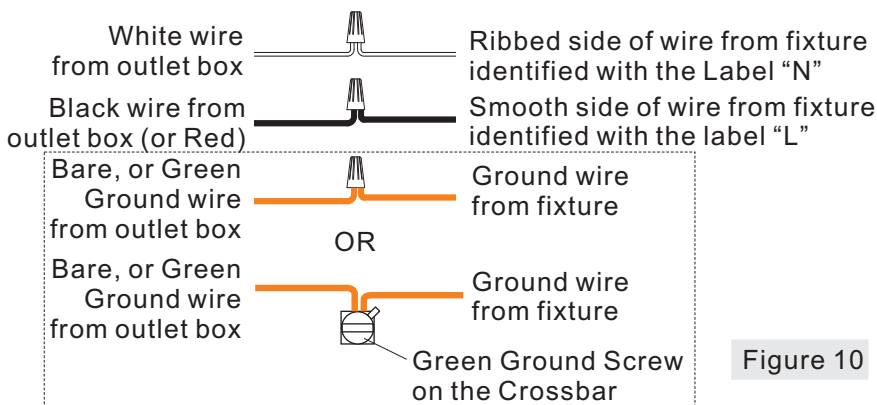 White wire
from outlet box
Ribbed side of wire from fixture
identified with the Label “N”
Black wire from
outlet box (or Red)
Smooth side of wire from fixture
identified with the label “L”
Bare, or Green
Ground wire
from outlet box
Ground wire
from fixture
OR
Bare, or Green
Ground wire
from outlet box
Ground wire
from fixture
Green Ground Screw
on the Crossbar
Figure 10